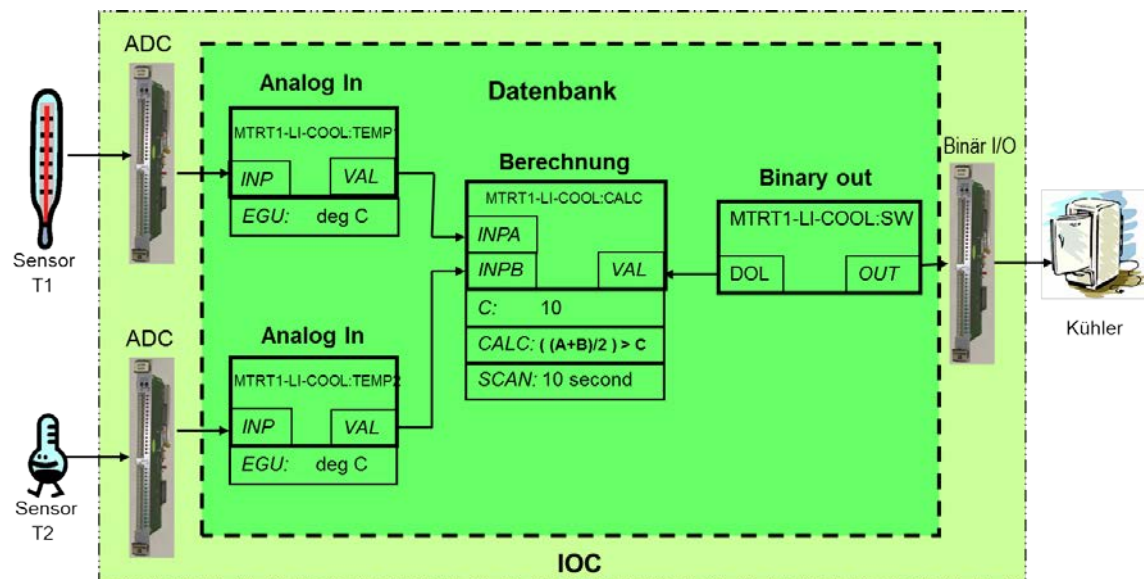 ADC
Analog In
MTRT1-LI-COOL:TEMP1
INP
VAL
EGU: deg C
Sensor
T1
Datenbank
Berechnung
MTRT1-LI-COOL:CALC
INPA
INPB
VAL
C: 10
CALC: ( (A+B)/2 ) > C
SCAN: 10 second
Binary out
MTRT1-LI-COOL:SW
DOL
OUT
Binär I/O
Kühler
ADC
Analog In
MTRT1-LI-COOL:TEMP2
INP
VAL
EGU: deg C
Sensor
T2
IOC